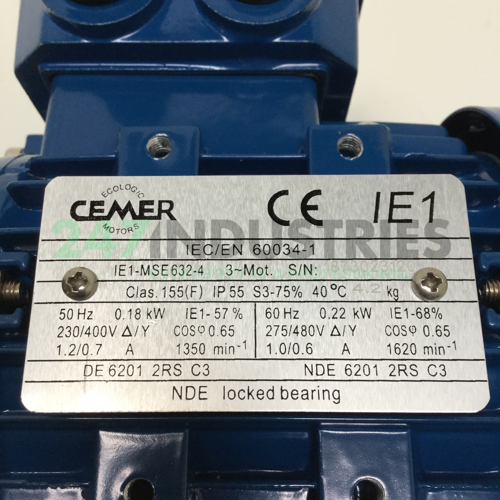 ECOLOGIC
CEMER
MOTORS
CE IE1
247 INDUSTRIES
IEC/EN 60034-1
IE1-MSE632-4 3~Mot. S/N:
Clas.155(F) IP55 S3-75% 40°C 4.2 kg
50 Hz 0.18 kW IE1-57% 60 Hz 0.22 kW IE1-68%
230/400V Δ/Y COSφ 0.65 275/480V Δ/Y COSφ 0.65
1.2/0.7 A 1350 min⁻¹ 1.0/0.6 A 1620 min⁻¹
DE 6201 2RS C3 NDE 6201 2RS C3
NDE locked bearing